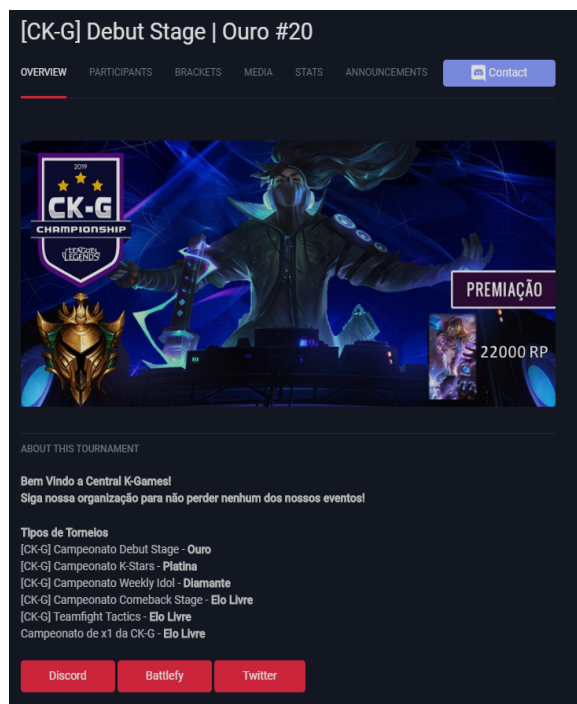 [CK-G] Debut Stage | Ouro #20
OVERVIEW PARTICIPANTS BRACKETS MEDIA STATS ANNOUNCEMENTS Contact
2019
CK-G
CHAMPIONSHIP
LEAGUE
LEGENDS
PREMIAÇÃO
22000 RP
ABOUT THIS TOURNAMENT
Bem Vindo a Central K-Games!
Siga nossa organização para não perder nenhum dos nossos eventos!
Tipos de Torneios
[CK-G] Campeonato Debut Stage - Ouro
[CK-G] Campeonato K-Stars - Platina
[CK-G] Campeonato Weekly Idol - Diamante
[CK-G] Campeonato Comeback Stage - Elo Livre
[CK-G] Teamfight Tactics - Elo Livre
Campeonato de x1 da CK-G - Elo Livre
Discord Battlefy Twitter